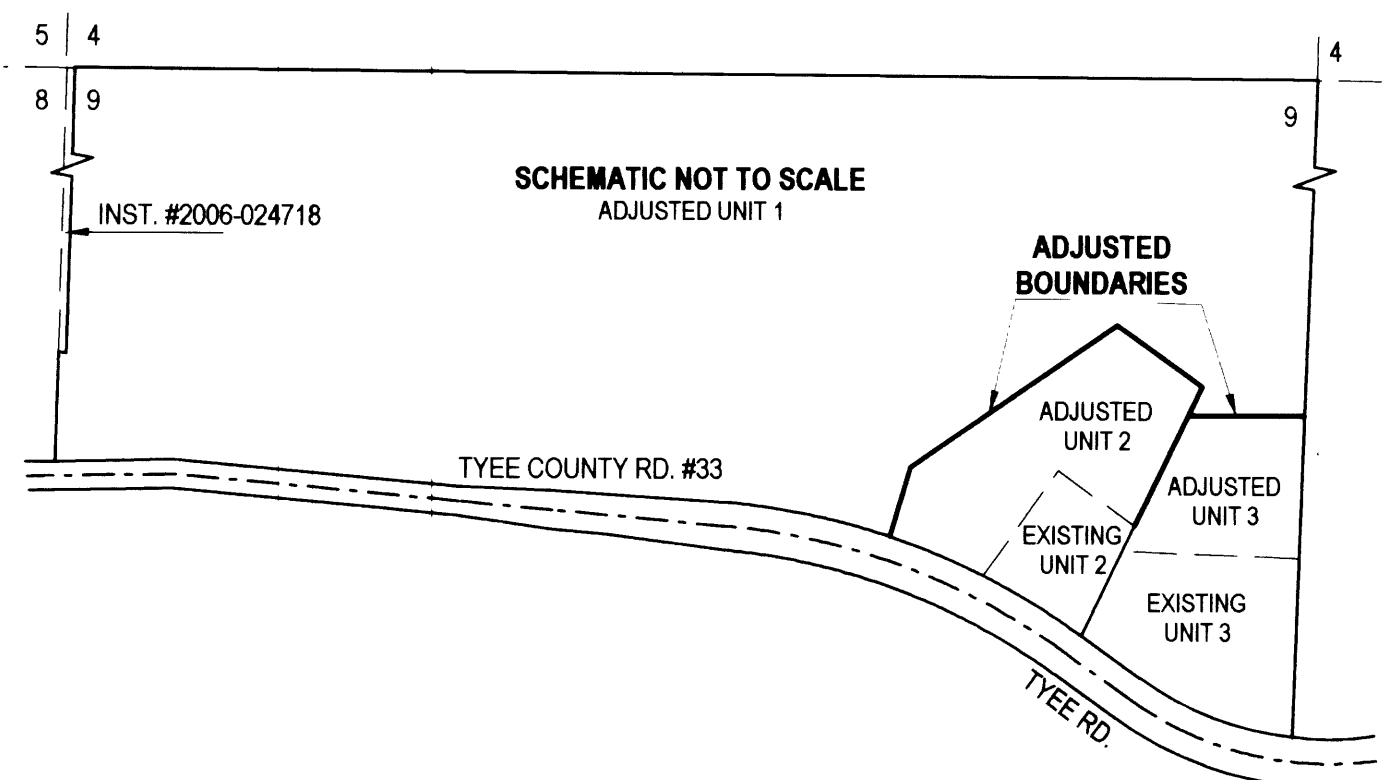 5 4
4
8 9
9
SCHEMATIC NOT TO SCALE
ADJUSTED UNIT 1
INST. #2006-024718
ADJUSTED
BOUNDARIES
ADJUSTED
UNIT 2
TYEE COUNTY RD. #33
ADJUSTED
UNIT 3
EXISTING
UNIT 2
EXISTING
UNIT 3
TYEE RD.